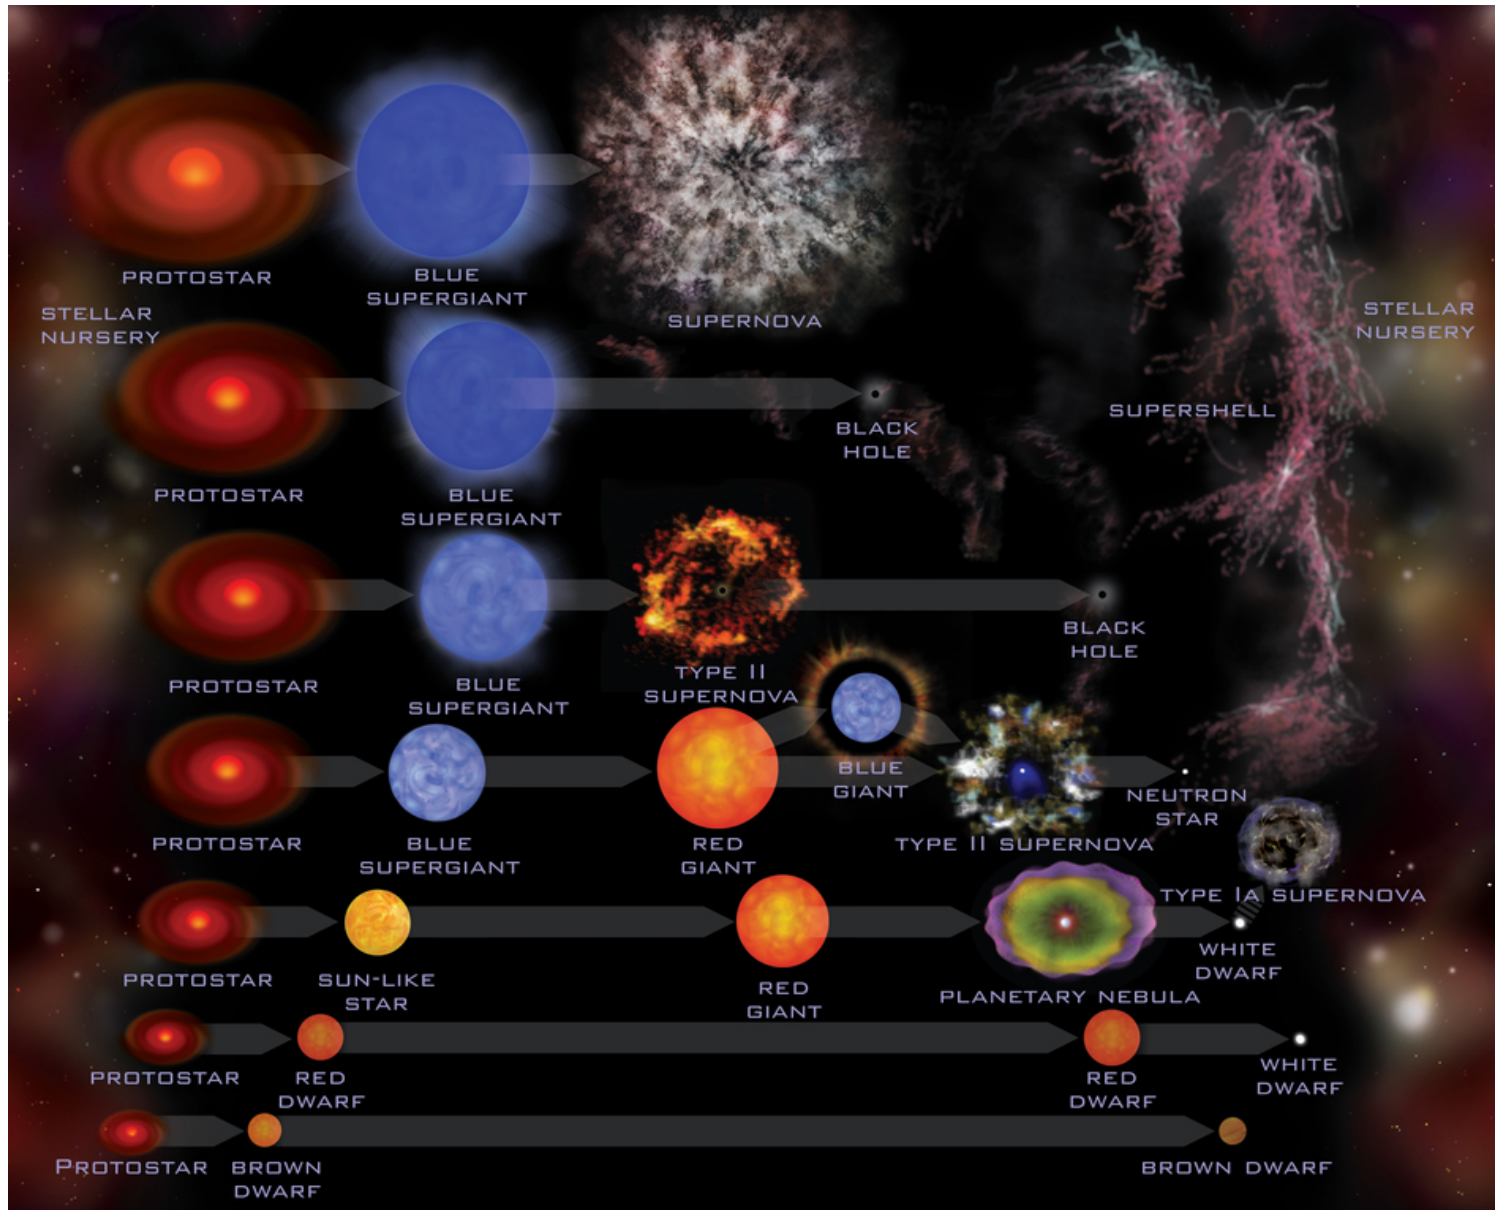 PROTOSTAR
BLUE
SUPERGIANT
SUPERNOVA
STELLAR
NURSERY
STELLAR
NURSERY
PROTOSTAR
BLUE
SUPERGIANT
BLACK
HOLE
SUPERSHELL
PROTOSTAR
BLUE
SUPERGIANT
TYPE II
SUPERNOVA
BLACK
HOLE
PROTOSTAR
BLUE
SUPERGIANT
RED
GIANT
BLUE
GIANT
TYPE II SUPERNOVA
NEUTRON
STAR
TYPE IA SUPERNOVA
PROTOSTAR
SUN-LIKE
STAR
RED
GIANT
PLANETARY NEBULA
WHITE
DWARF
PROTOSTAR
RED
DWARF
RED
DWARF
WHITE
DWARF
PROTOSTAR
BROWN
DWARF
BROWN DWARF